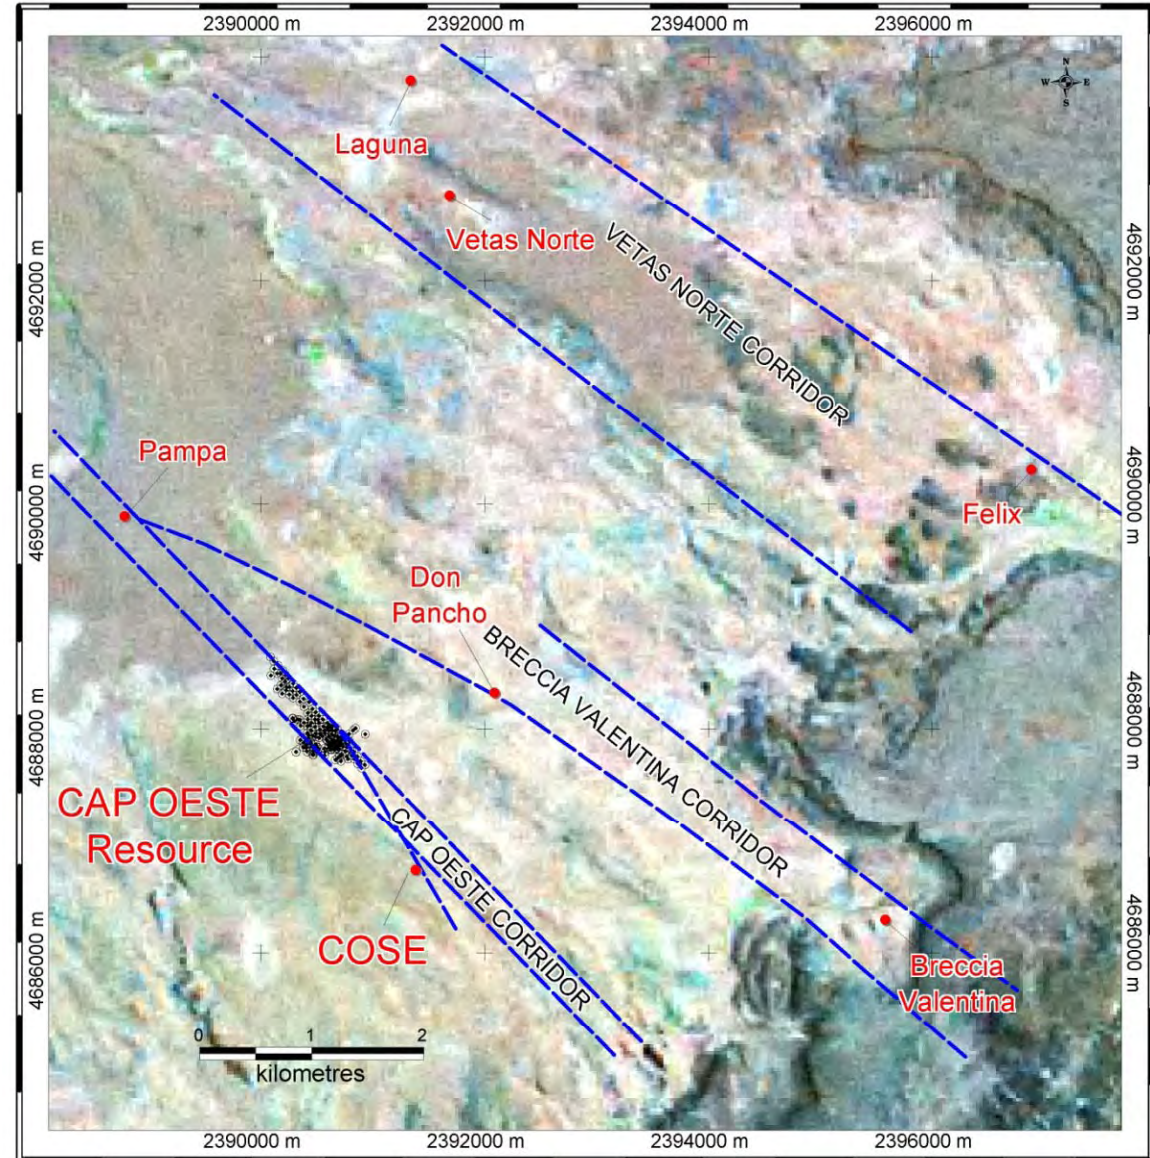 2390000 m
2392000 m
2394000 m
2396000 m
N
W
E
S
Laguna
Vetas Norte
VETAS NORTE CORRIDOR
4692000 m
4692000 m
Pampa
Felix
4690000 m
4690000 m
Don
Pancho
BRECCIA VALENTINA CORRIDOR
4688000 m
4688000 m
CAP OESTE
Resource
CAP OESTE CORRIDOR
COSE
Breccia
Valentina
4686000 m
4686000 m
0
1
2
kilometres
2390000 m
2392000 m
2394000 m
2396000 m